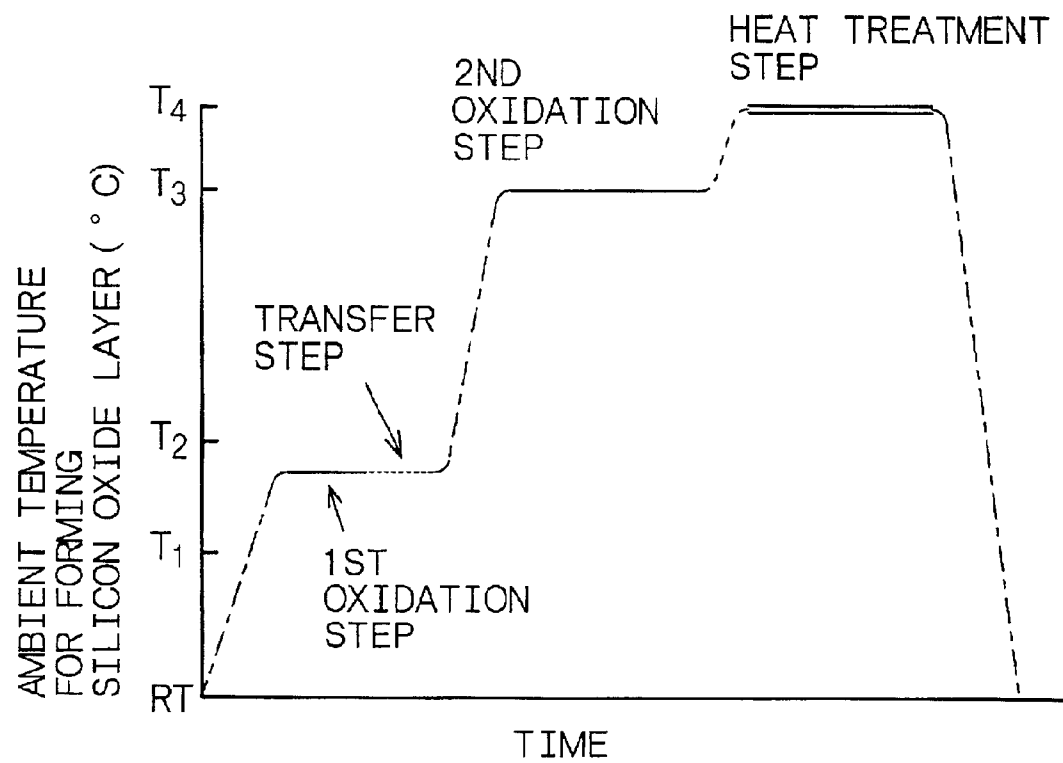 HEAT TREATMENT
STEP
2ND
OXIDATION
STEP
T4
T3
TRANSFER
STEP
T2
T1
1ST
OXIDATION
STEP
RT
AMBIENT TEMPERATURE
FOR FORMING
SILICON OXIDE LAYER (°C)
TIME